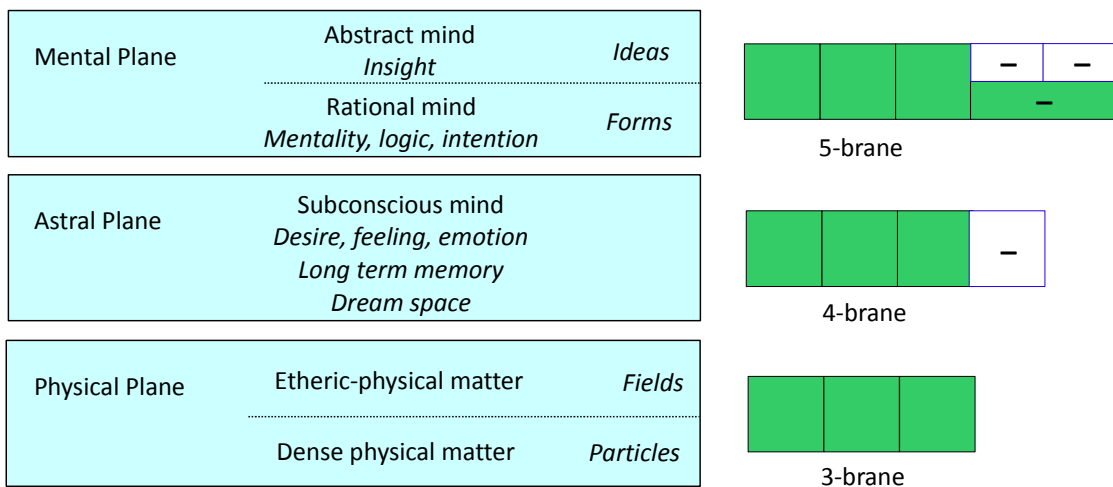 Mental Plane
Abstract mind
Insight
Ideas
Rational mind
Mentality, logic, intention
Forms
– –
–
5-brane
Astral Plane
Subconscious mind
Desire, feeling, emotion
Long term memory
Dream space
–
4-brane
Physical Plane
Etheric-physical matter
Fields
Dense physical matter
Particles
3-brane